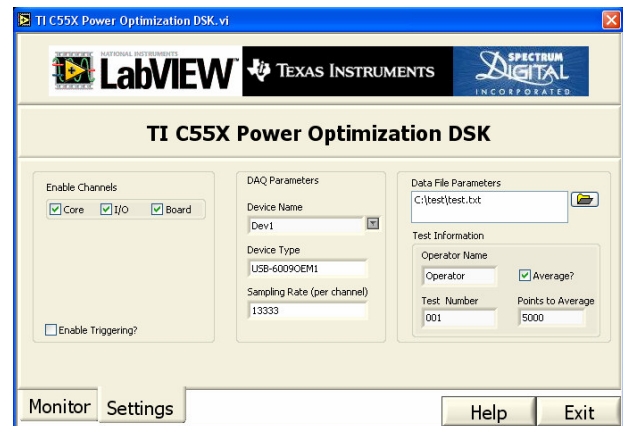 TI C55X Power Optimization DSK.vi
NATIONAL INSTRUMENTS
LabVIEW™
TEXAS INSTRUMENTS
SPECTRUM
DIGITAL
INCORPORATED
TI C55X Power Optimization DSK
Enable Channels
Core I/O Board
Enable Triggering?
DAQ Parameters
Device Name
Dev1
Device Type
USB-6009OEM1
Sampling Rate (per channel)
13333
Data File Parameters
C:\test\test.txt
Test Information
Operator Name
Operator Average?
Test Number Points to Average
001 5000
Monitor Settings Help Exit